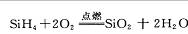 SiH₄+2O₂ 点燃═══ SiO₂ + 2H₂O